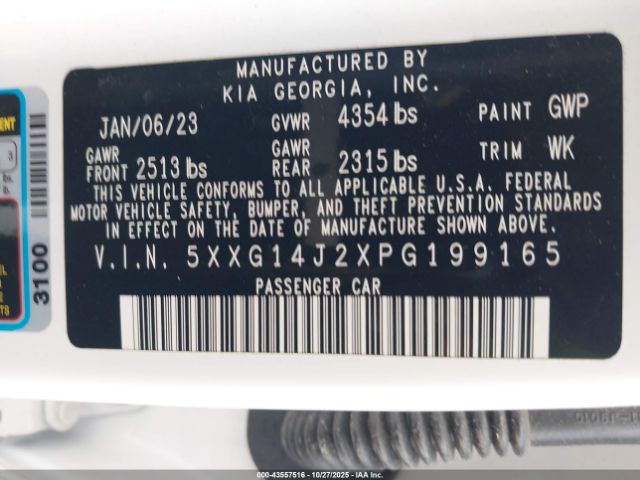 MANUFACTURED BY
KIA GEORGIA, INC.
JAN/06/23 GVWR 4354 lbs PAINT GWP
GAWR FRONT 2513 lbs GAWR REAR 2315 lbs TRIM WK
THIS VEHICLE CONFORMS TO ALL APPLICABLE U.S.A. FEDERAL
MOTOR VEHICLE SAFETY, BUMPER, AND THEFT PREVENTION STANDARDS
IN EFFECT ON THE DATE OF MANUFACTURE SHOWN ABOVE.
V.I.N. 5XXG14J2XPG199165
PASSENGER CAR
3100
000-43557516 | 10/27/2025 | Copyright © IAA, LLC